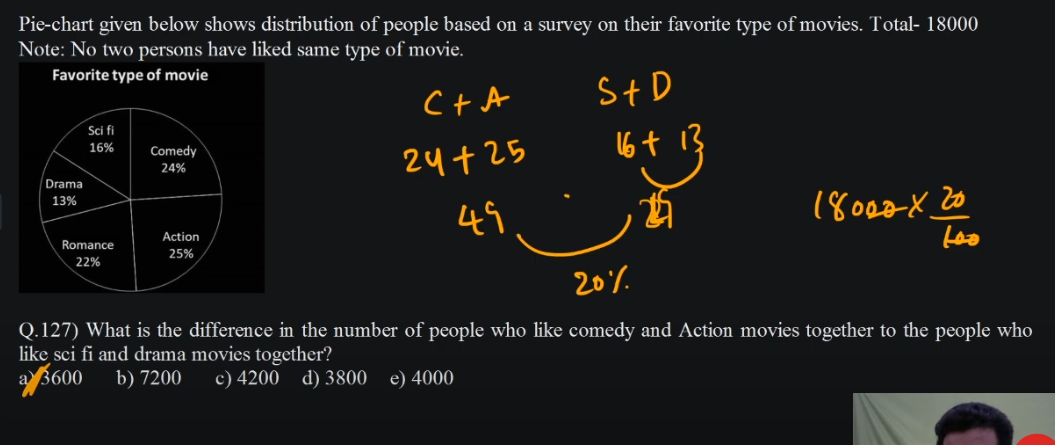 Pie-chart given below shows distribution of people based on a survey on their favorite type of movies. Total- 18000
Note: No two persons have liked same type of movie.
Favorite type of movie
Sci fi
16%
Comedy
24%
Drama
13%
Romance
22%
Action
25%
C + A
24 + 25
49
S + D
16 + 13
29
20%
18000 × 20/100
Q.127) What is the difference in the number of people who like comedy and Action movies together to the people who
like sci fi and drama movies together?
a) 3600 b) 7200 c) 4200 d) 3800 e) 4000